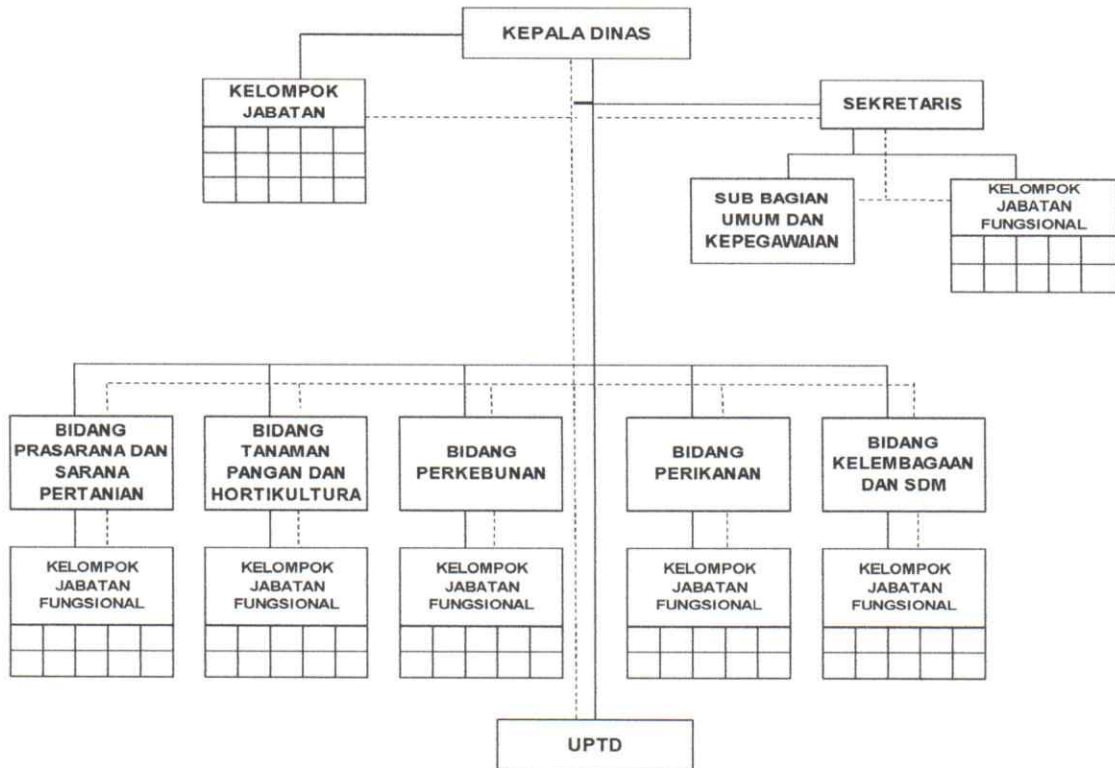 KEPALA DINAS
KELOMPOK
JABATAN
SEKRETARIS
SUB BAGIAN
UMUM DAN
KEPEGAWAIAN
KELOMPOK
JABATAN
FUNGSIONAL
BIDANG
PRASARANA DAN
SARANA
PERTANIAN
BIDANG
TANAMAN
PANGAN DAN
HORTIKULTURA
BIDANG
PERKEBUNAN
BIDANG
PERIKANAN
BIDANG
KELEMBAGAAN
DAN SDM
KELOMPOK
JABATAN
FUNGSIONAL
KELOMPOK
JABATAN
FUNGSIONAL
KELOMPOK
JABATAN
FUNGSIONAL
KELOMPOK
JABATAN
FUNGSIONAL
KELOMPOK
JABATAN
FUNGSIONAL
UPTD